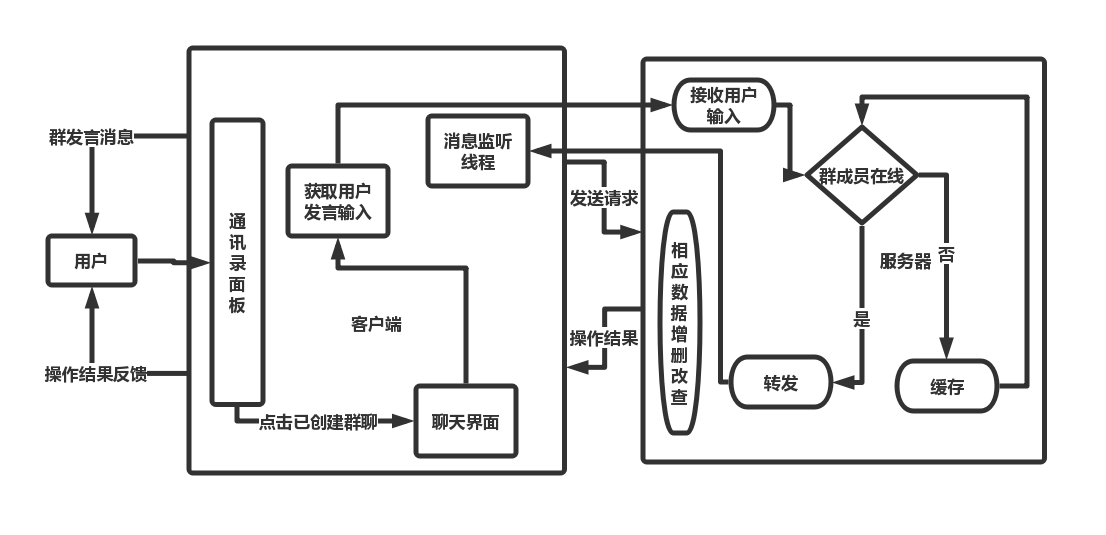 群发言消息
用户
操作结果反馈
通
讯
录
面
板
获取用户
发言输入
消息监听
线程
客户端
点击已创建群聊
聊天界面
发送请求
操作结果
接收用户
输入
群成员在线
相
应
数
据
增
删
改
查
服务器
否
是
转发
缓存